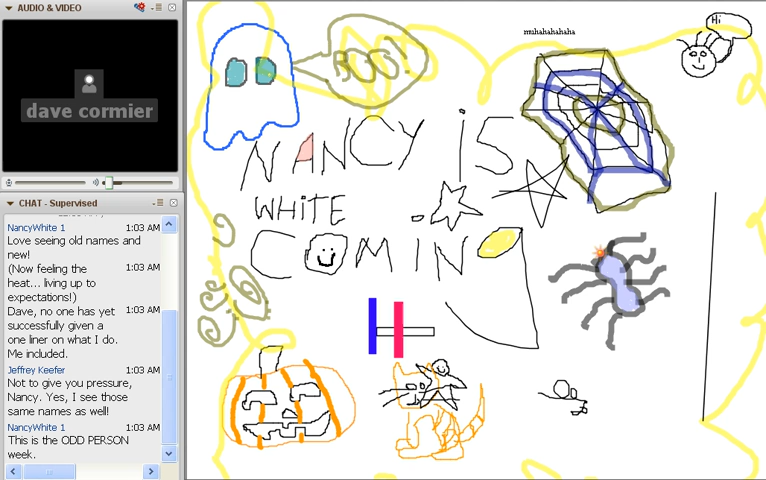 AUDIO & VIDEO
dave cormier
CHAT - Supervised
NancyWhite 1 1:03 AM
Love seeing old names and
new!
(Now feeling the 1:03 AM
heat... living up to
expectations!)
Dave, no one has yet 1:03 AM
successfully given a
one liner on what I do.
Me included.
Jeffrey Keefer 1:03 AM
Not to give you pressure,
Nancy. Yes, I see those
same names as well!
NancyWhite 1 1:03 AM
This is the ODD PERSON
week.
muhahahahaha
Hi
BOO!
NANCY IS
WHITE
COMIN